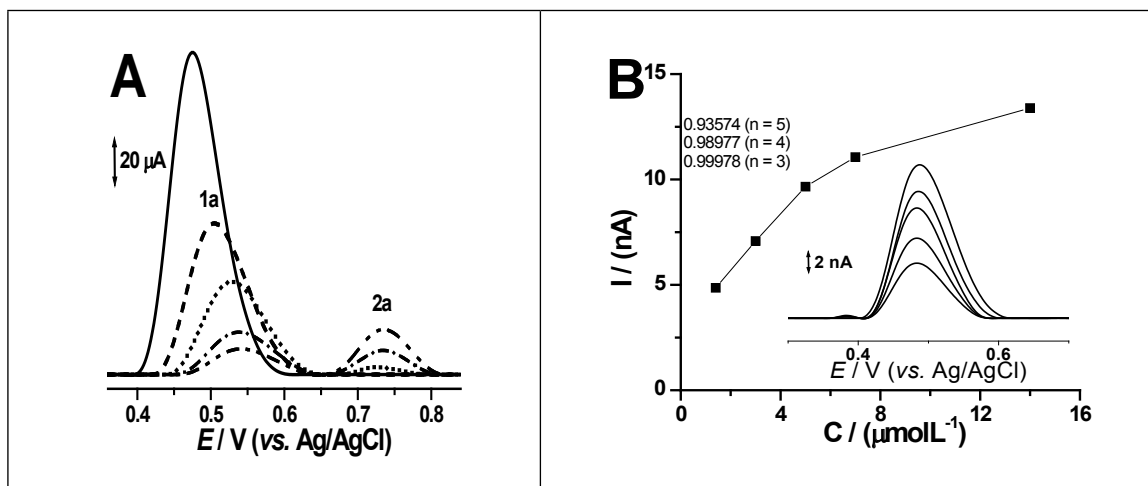 A
20 μA
1a
2a
0.4 0.5 0.6 0.7 0.8
E / V (vs. Ag/AgCl)
B
15
10
5
0
I / (nA)
0.93574 (n = 5)
0.98977 (n = 4)
0.99978 (n = 3)
2 nA
0.4 0.6
E / V (vs. Ag/AgCl)
0 4 8 12 16
C / (μmolL⁻¹)